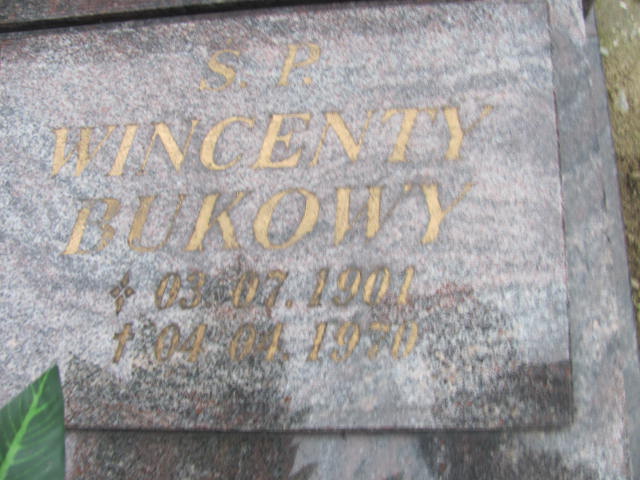 S. P.
WINCENTY
BUKOWY
03 07. 1901
† 04 04. 1970